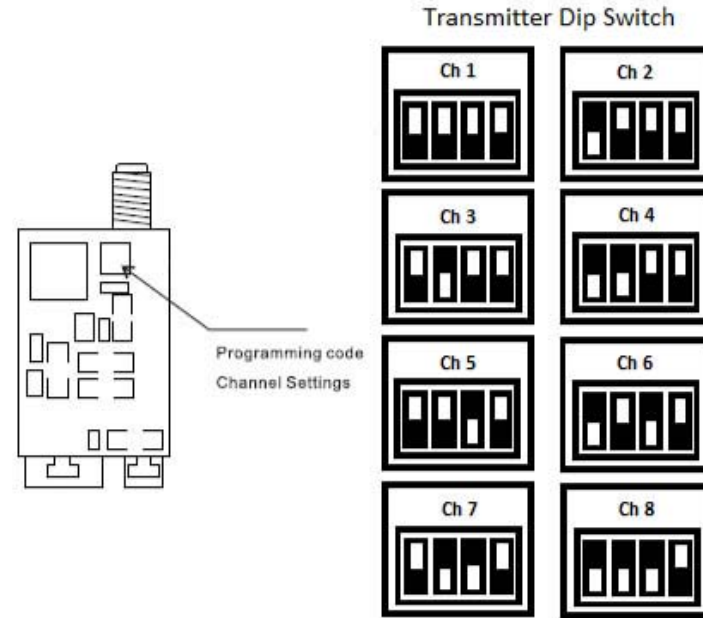 Transmitter Dip Switch
Ch 1
Ch 2
Ch 3
Ch 4
Programming code
Channel Settings
Ch 5
Ch 6
Ch 7
Ch 8